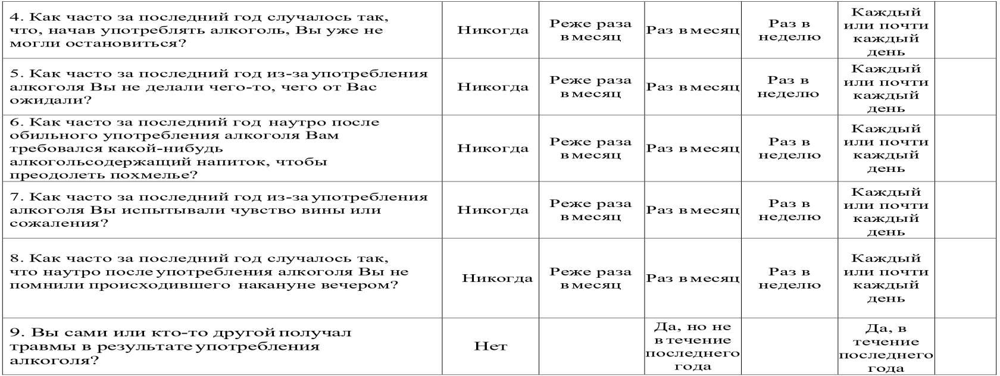 4. Как часто за последний год случалось так,
что, начав употреблять алкоголь, Вы уже не
могли остановиться?
Никогда
Реже раза
в месяц
Раз в месяц
Раз в
неделю
Каждый
или почти
каждый
день
5. Как часто за последний год из-за употребления
алкоголя Вы не делали чего-то, чего от Вас
ожидали?
Никогда
Реже раза
в месяц
Раз в месяц
Раз в
неделю
Каждый
или почти
каждый
день
6. Как часто за последний год наутро после
обильного употребления алкоголя Вам
требовался какой-нибудь
алкогольсодержащий напиток, чтобы
преодолеть похмелье?
Никогда
Реже раза
в месяц
Раз в месяц
Раз в
неделю
Каждый
или почти
каждый
день
7. Как часто за последний год из-за употребления
алкоголя Вы испытывали чувство вины или
сожаления?
Никогда
Реже раза
в месяц
Раз в месяц
Раз в
неделю
Каждый
или почти
каждый
день
8. Как часто за последний год случалось так,
что наутро после употребления алкоголя Вы не
помнили происходившего накануне вечером?
Никогда
Реже раза
в месяц
Раз в месяц
Раз в
неделю
Каждый
или почти
каждый
день
9. Вы сами или кто-то другой получал
травмы в результате употребления
алкоголя?
Нет
Да, но не
в течение
последнего
года
Да, в
течение
последнего
года